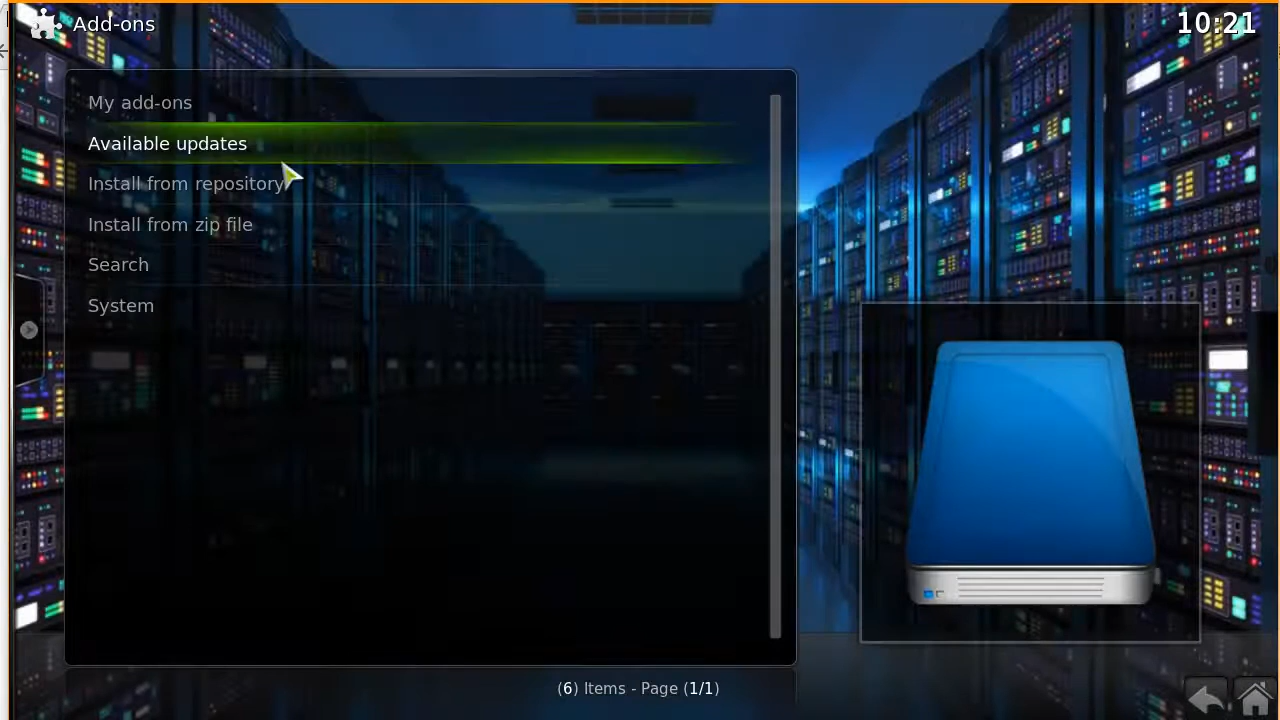 Add-ons
10:21
My add-ons
Available updates
Install from repository
Install from zip file
Search
System
(6) Items - Page (1/1)